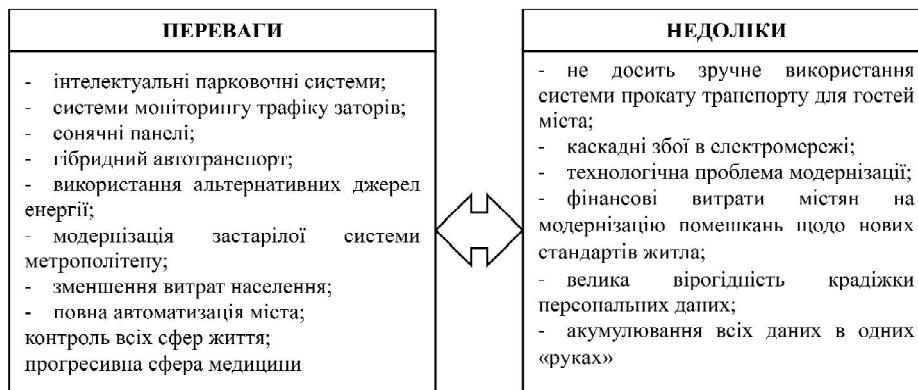 ПЕРЕВАГИ
- інтелектуальні парковочні системи;
- системи моніторингу трафіку заторів;
- сонячні панелі;
- гібридний автотранспорт;
- використання альтернативних джерел
енергії;
- модернізація застарілої системи
метрополітену;
- зменшення витрат населення;
- повна автоматизація міста;
контроль всіх сфер життя;
прогресивна сфера медицини
НЕДОЛІКИ
- не досить зручне використання
системи прокату транспорту для гостей
міста;
- каскадні збої в електромережі;
- технологічна проблема модернізації;
- фінансові витрати містян на
модернізацію помешкань щодо нових
стандартів житла;
- велика вірогідність крадіжки
персональних даних;
- акумулювання всіх даних в одних
«руках»